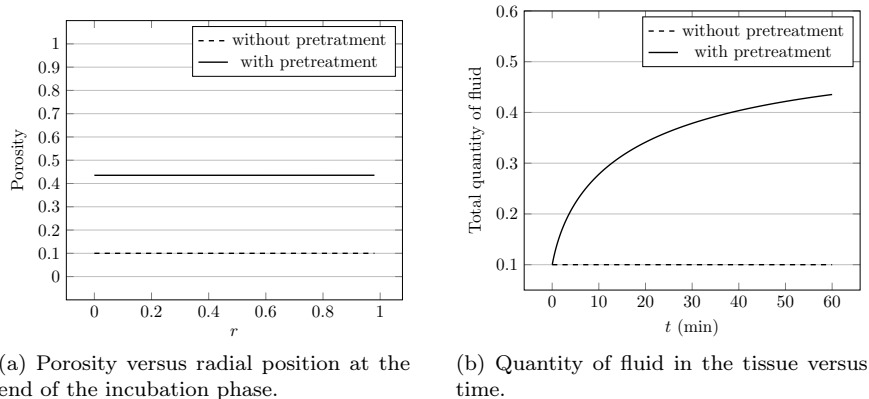 without pretratment
with pretreatment
1
0.9
0.8
0.7
0.6
0.5
0.4
0.3
0.2
0.1
0
Porosity
0 0.2 0.4 0.6 0.8 1
r
(a) Porosity versus radial position at the
end of the incubation phase.
without pretreatment
with pretreatment
0.6
0.5
0.4
0.3
0.2
0.1
Total quantity of fluid
0 10 20 30 40 50 60
t (min)
(b) Quantity of fluid in the tissue versus
time.